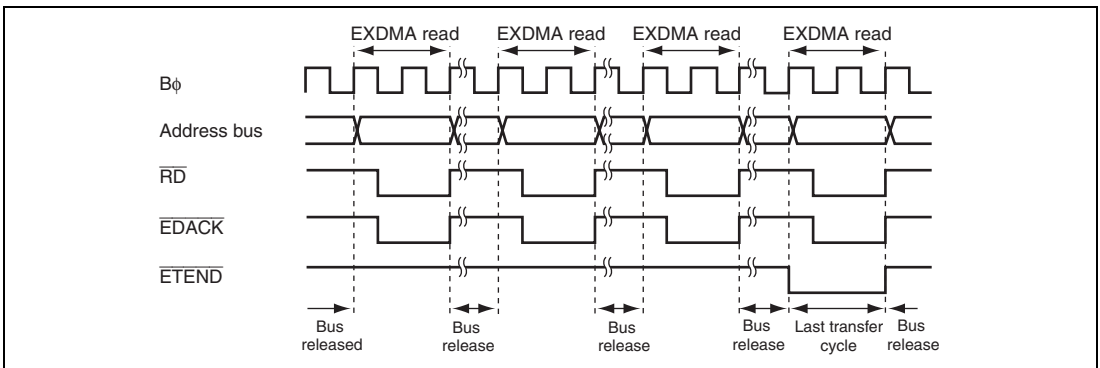 EXDMA read EXDMA read EXDMA read EXDMA read
Bϕ
Address bus
RD
EDACK
ETEND
Bus released
Bus release
Bus release
Bus release
Last transfer cycle
Bus release